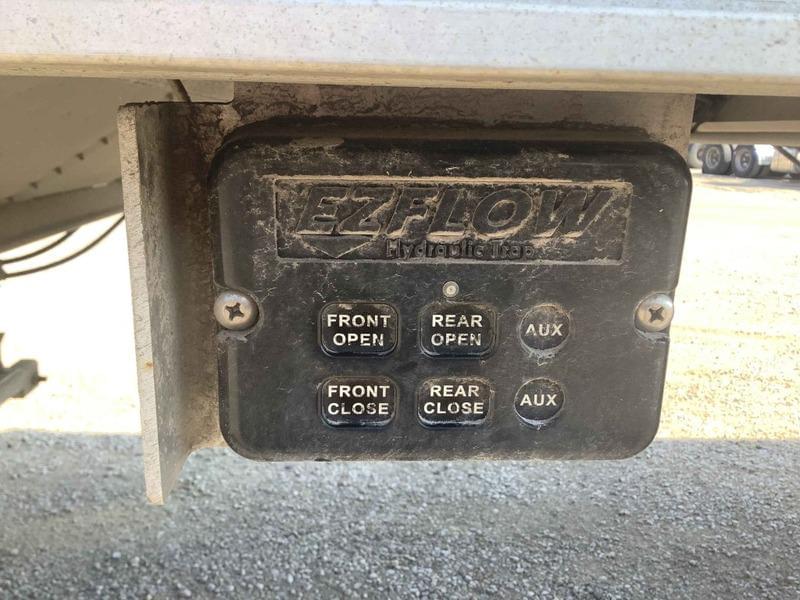 EZFLOW
Hydraulic Trap
FRONT OPEN
REAR OPEN
AUX
FRONT CLOSE
REAR CLOSE
AUX